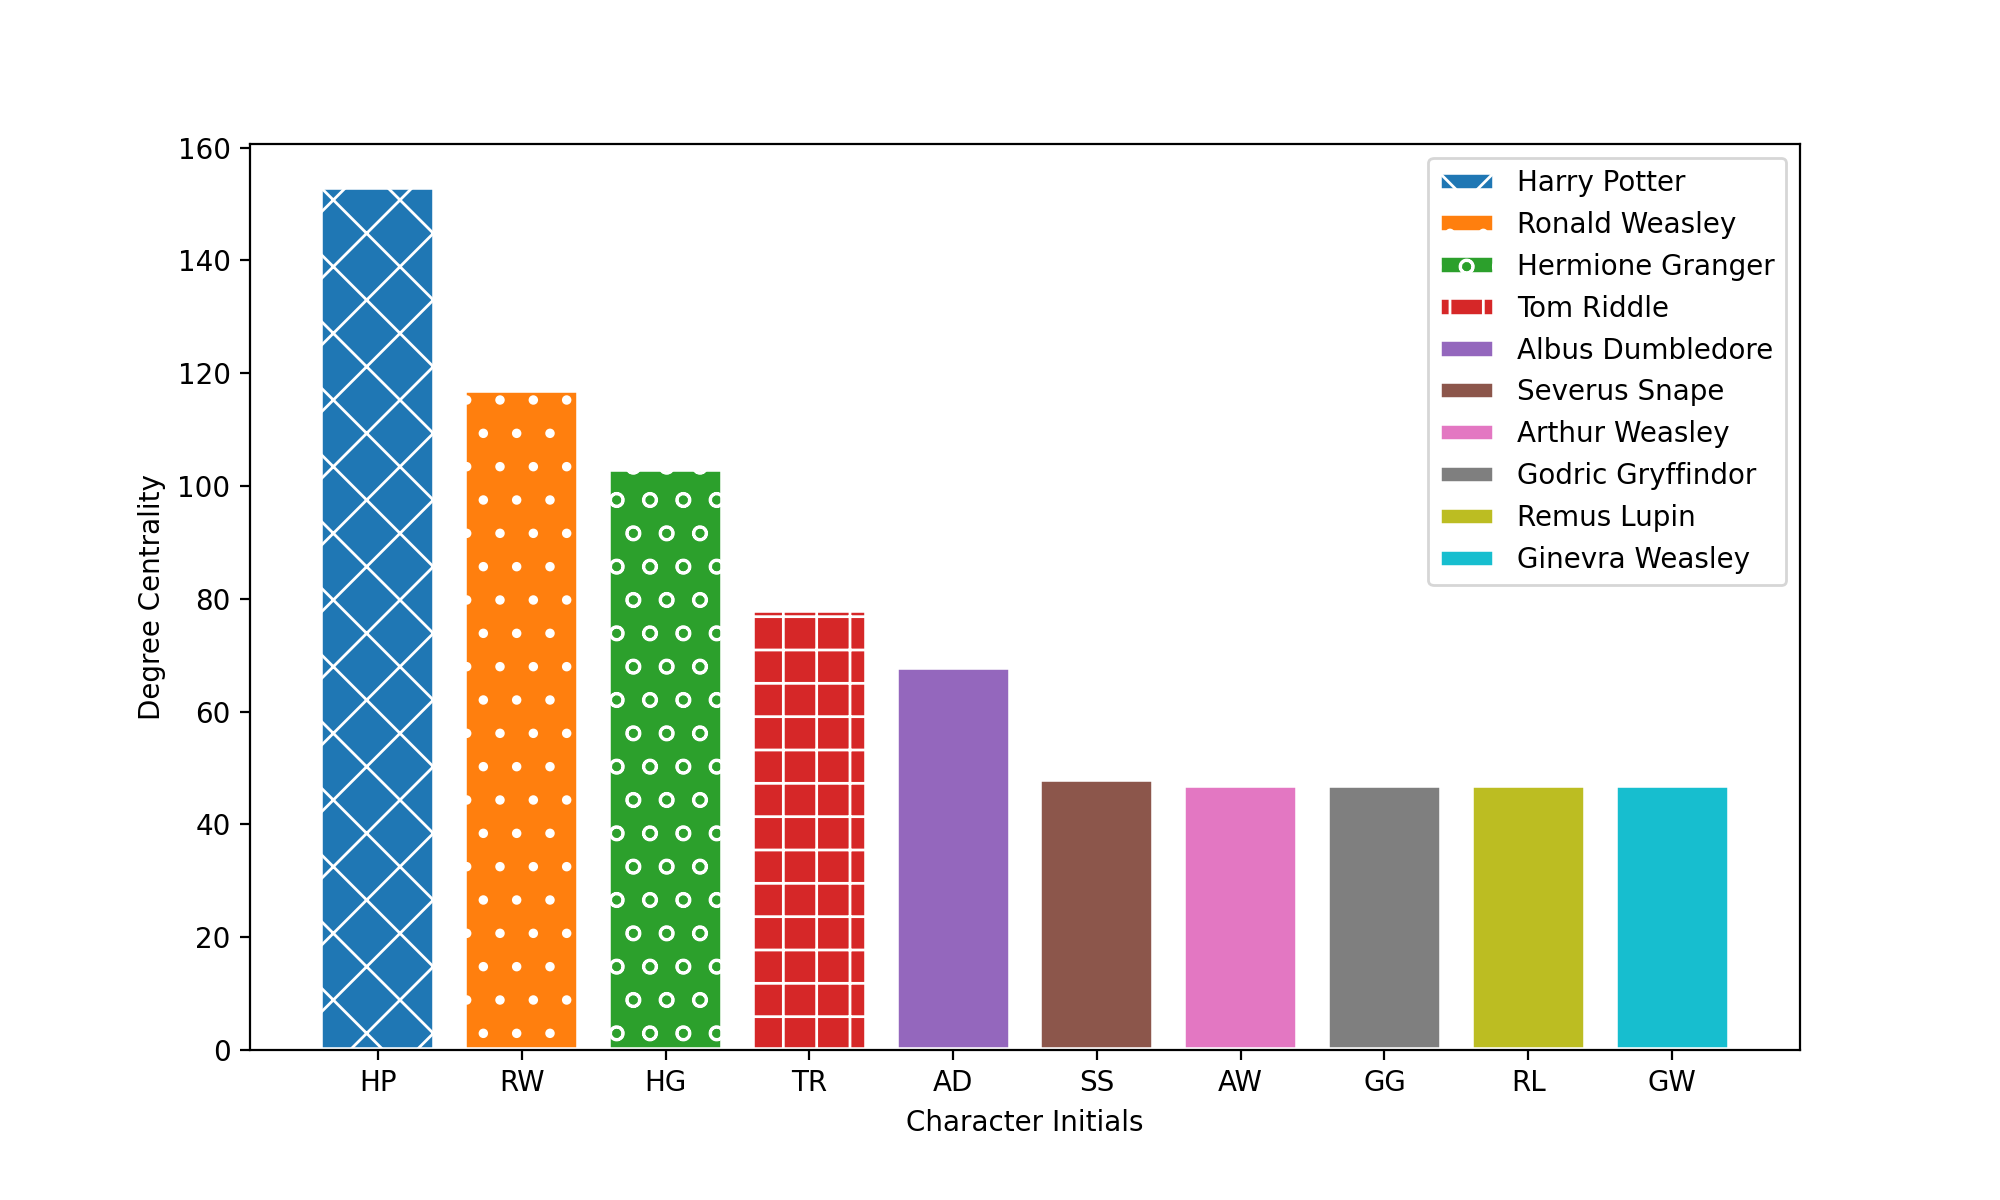 160
140
120
100
80
60
40
20
0
Degree Centrality
HP RW HG TR AD SS AW GG RL GW
Character Initials
Harry Potter
Ronald Weasley
Hermione Granger
Tom Riddle
Albus Dumbledore
Severus Snape
Arthur Weasley
Godric Gryffindor
Remus Lupin
Ginevra Weasley